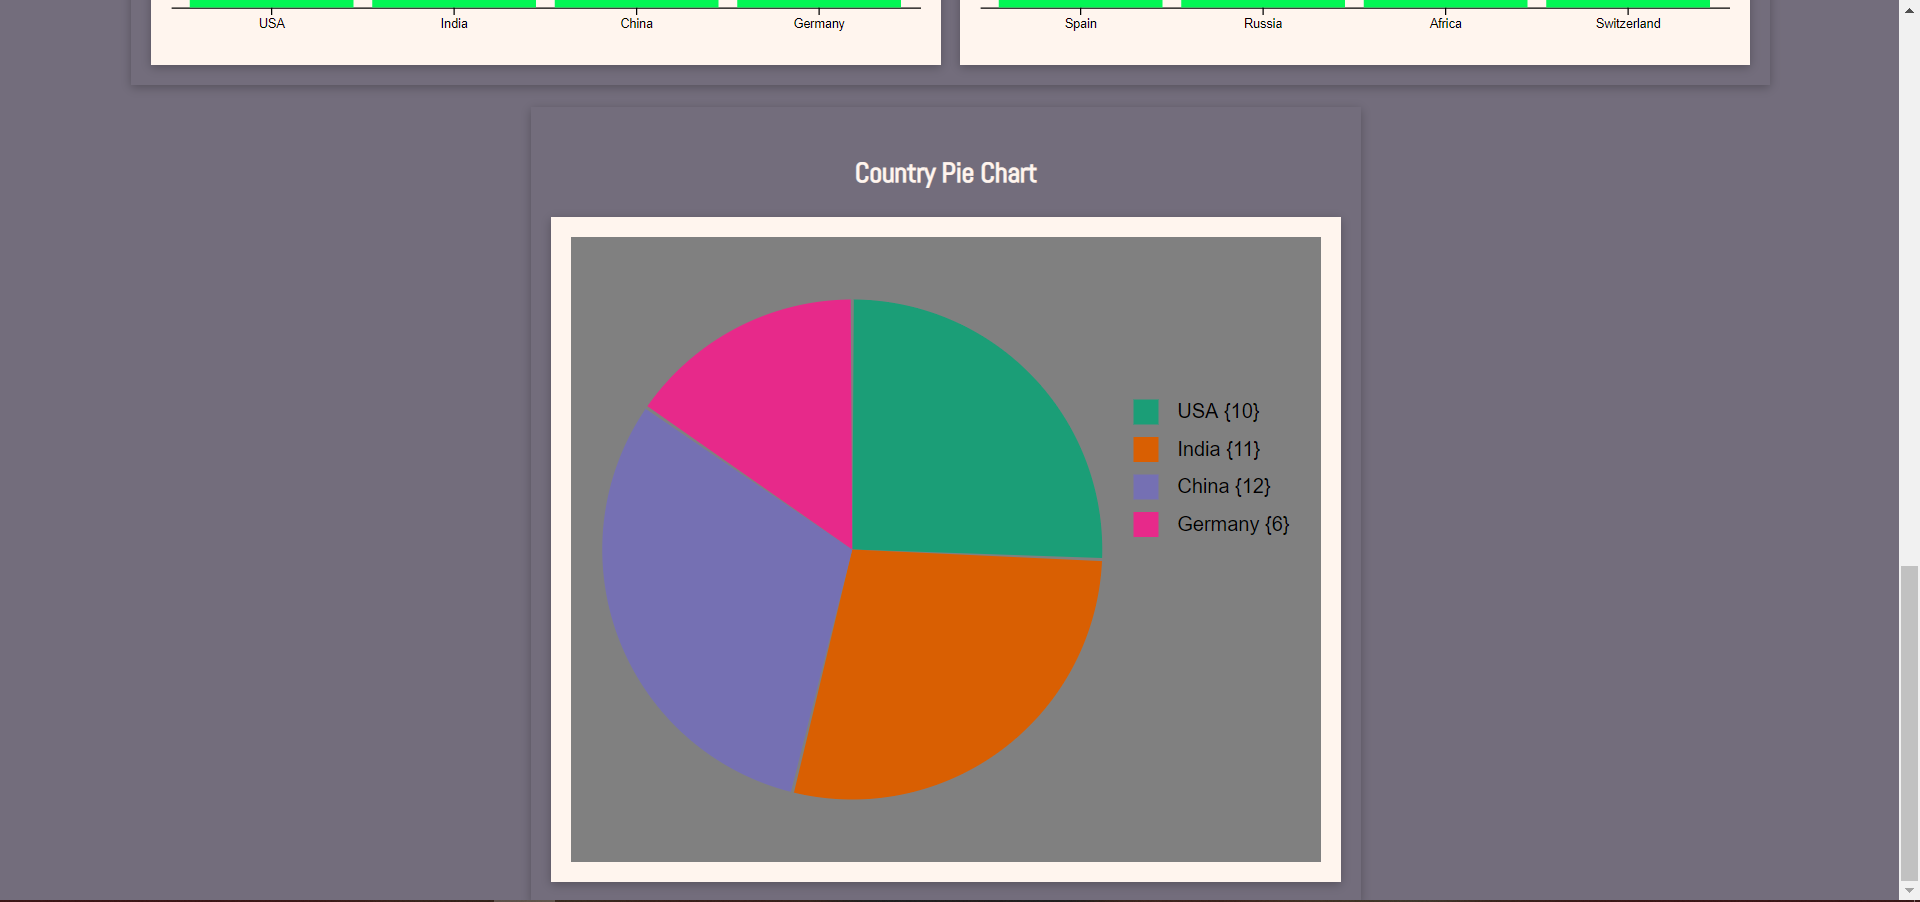 USA India China Germany Spain Russia Africa Switzerland
Country Pie Chart
USA {10}
India {11}
China {12}
Germany {6}